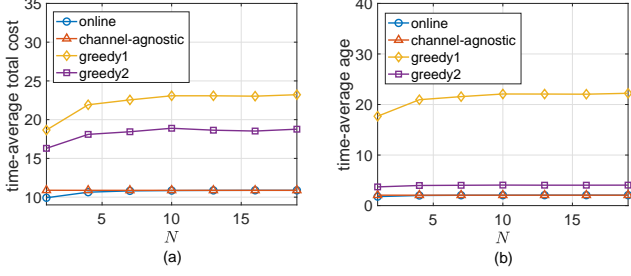 time-average total cost
35
30
25
20
15
10
online
channel-agnostic
greedy1
greedy2
5
10
15
N
(a)
time-average age
40
30
20
10
0
online
channel-agnostic
greedy1
greedy2
5
10
15
N
(b)